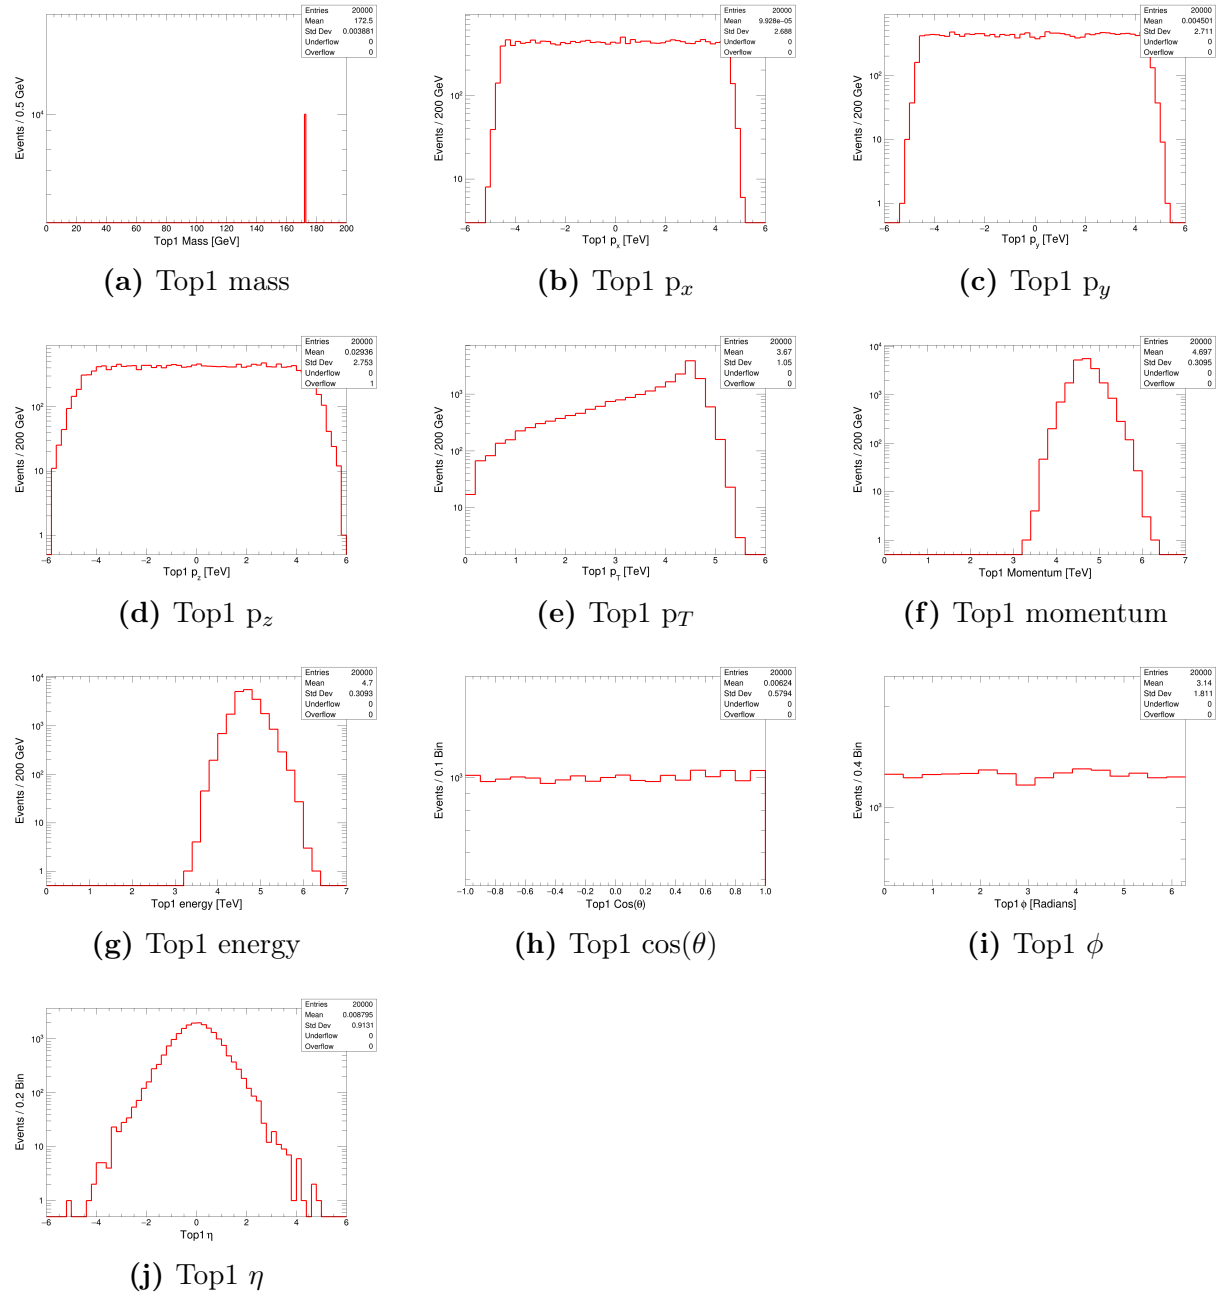 Entries 20000
Mean 172.5
Std Dev 0.003881
Underflow 0
Overflow 0
Events / 0.5 GeV
10⁴
0 20 40 60 80 100 120 140 160 180 200
Top1 Mass [GeV]
(a) Top1 mass
Entries 20000
Mean 9.928e-05
Std Dev 2.688
Underflow 0
Overflow 0
Events / 200 GeV
10²
10
−6 −4 −2 0 2 4 6
Top1 pₓ [TeV]
(b) Top1 pₓ
Entries 20000
Mean 0.004501
Std Dev 2.711
Underflow 0
Overflow 0
Events / 200 GeV
10²
10
1
−6 −4 −2 0 2 4 6
Top1 p_y [TeV]
(c) Top1 p_y
Entries 20000
Mean 0.02936
Std Dev 2.753
Underflow 0
Overflow 1
Events / 200 GeV
10²
10
1
−6 −4 −2 0 2 4 6
Top1 p_z [TeV]
(d) Top1 p_z
Entries 20000
Mean 3.67
Std Dev 1.05
Underflow 0
Overflow 0
Events / 200 GeV
10³
10²
10
0 1 2 3 4 5 6
Top1 p_T [TeV]
(e) Top1 p_T
Entries 20000
Mean 4.697
Std Dev 0.3095
Underflow 0
Overflow 0
Events / 200 GeV
10⁴
10³
10²
10
1
0 1 2 3 4 5 6 7
Top1 Momentum [TeV]
(f) Top1 momentum
Entries 20000
Mean 4.7
Std Dev 0.3093
Underflow 0
Overflow 0
Events / 200 GeV
10⁴
10³
10²
10
1
0 1 2 3 4 5 6 7
Top1 energy [TeV]
(g) Top1 energy
Entries 20000
Mean 0.00624
Std Dev 0.5794
Underflow 0
Overflow 0
Events / 0.1 Bin
10³
−1.0 −0.8 −0.6 −0.4 −0.2 0.0 0.2 0.4 0.6 0.8 1.0
Top1 Cos(θ)
(h) Top1 cos(θ)
Entries 20000
Mean 3.14
Std Dev 1.811
Underflow 0
Overflow 0
Events / 0.4 Bin
10³
0 1 2 3 4 5 6
Top1 ϕ [Radians]
(i) Top1 ϕ
Entries 20000
Mean 0.008795
Std Dev 0.9131
Underflow 0
Overflow 0
Events / 0.2 Bin
10³
10²
10
1
−6 −4 −2 0 2 4 6
Top1 η
(j) Top1 η